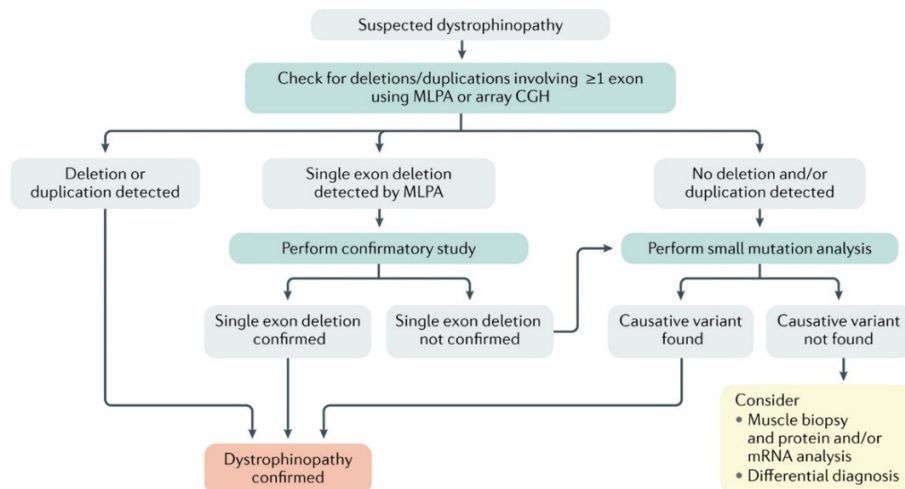 Suspected dystrophinopathy
Check for deletions/duplications involving ≥1 exon
using MLPA or array CGH
Deletion or
duplication detected
Single exon deletion
detected by MLPA
No deletion and/or
duplication detected
Perform confirmatory study
Perform small mutation analysis
Single exon deletion
confirmed
Single exon deletion
not confirmed
Causative variant
found
Causative variant
not found
Dystrophinopathy
confirmed
Consider
• Muscle biopsy
and protein and/or
mRNA analysis
• Differential diagnosis